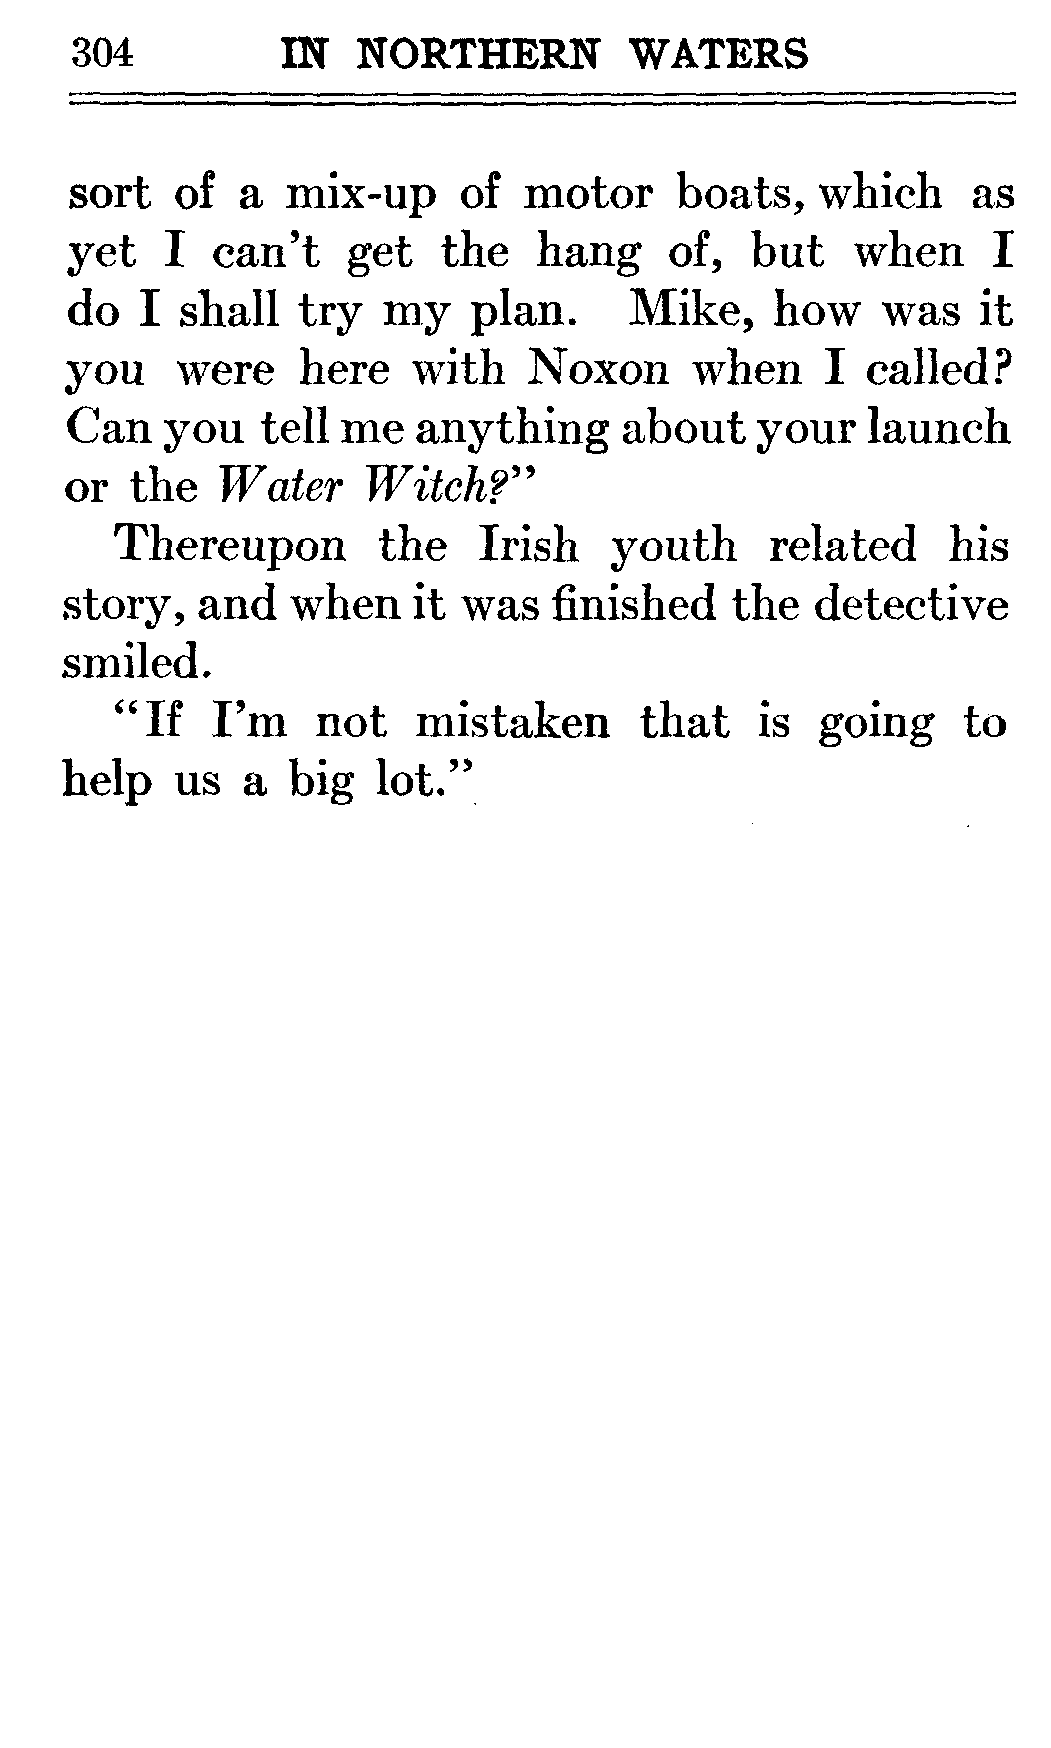 304 IN NORTHERN WATERS
sort of a mix-up of motor boats, which as
yet I can't get the hang of, but when I
do I shall try my plan. Mike, how was it
you were here with Noxon when I called?
Can you tell me anything about your launch
or the Water Witch?"
Thereupon the Irish youth related his
story, and when it was finished the detective
smiled.
"If I'm not mistaken that is going to
help us a big lot."